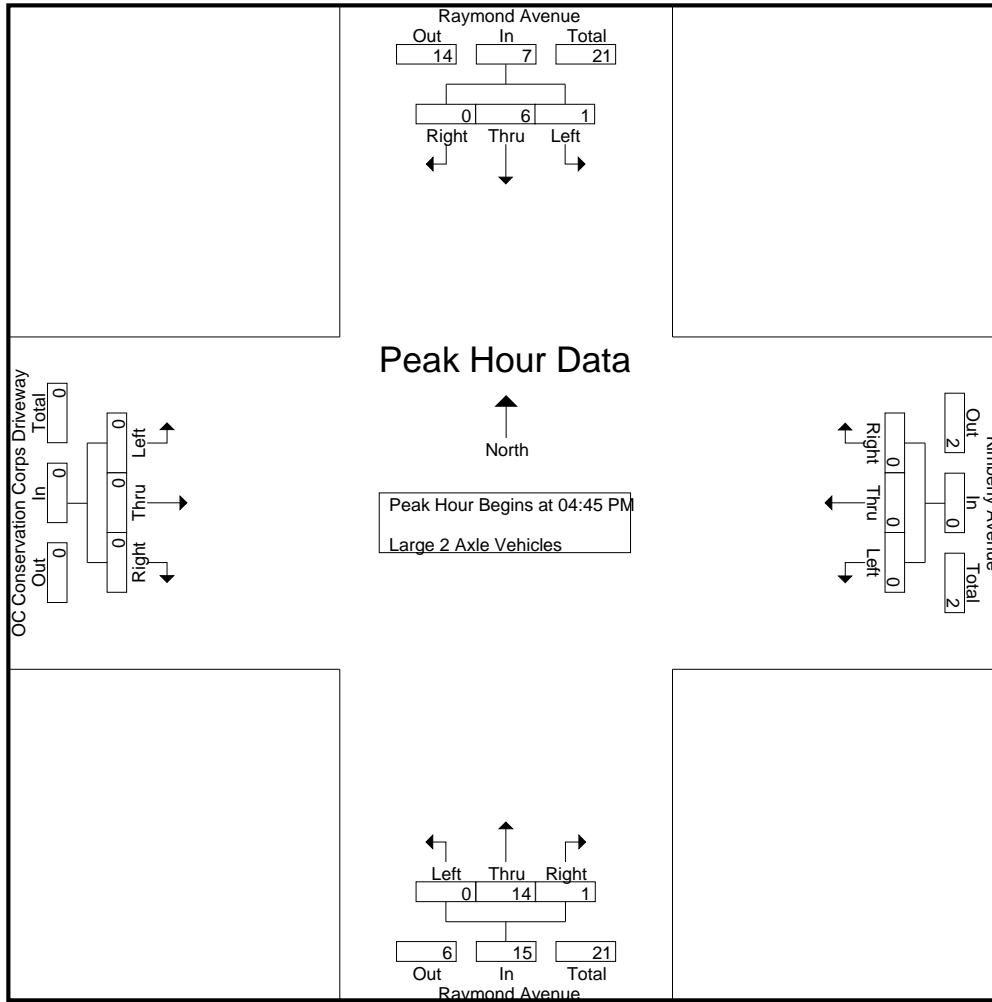 Raymond Avenue
Out In Total
14 7 21
0 6 1
Right Thru Left
Peak Hour Data
North
Peak Hour Begins at 04:45 PM
Large 2 Axle Vehicles
OC Conservation Corps Driveway
Out In Total
0 0 0
0 0 0
Right Thru Left
Kimberly Avenue
Out In Total
2 0 2
Right Thru Left
0 0 0
Left Thru Right
0 14 1
6 15 21
Out In Total
Raymond Avenue